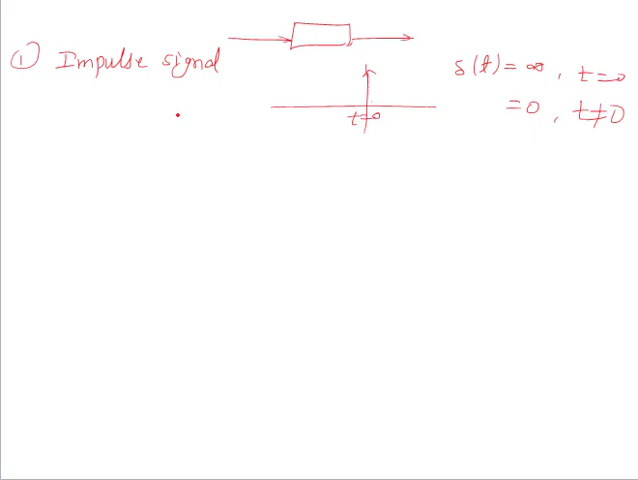 ① Impulse signal
t=0
δ(t) = ∞ , t=0
= 0 , t≠0